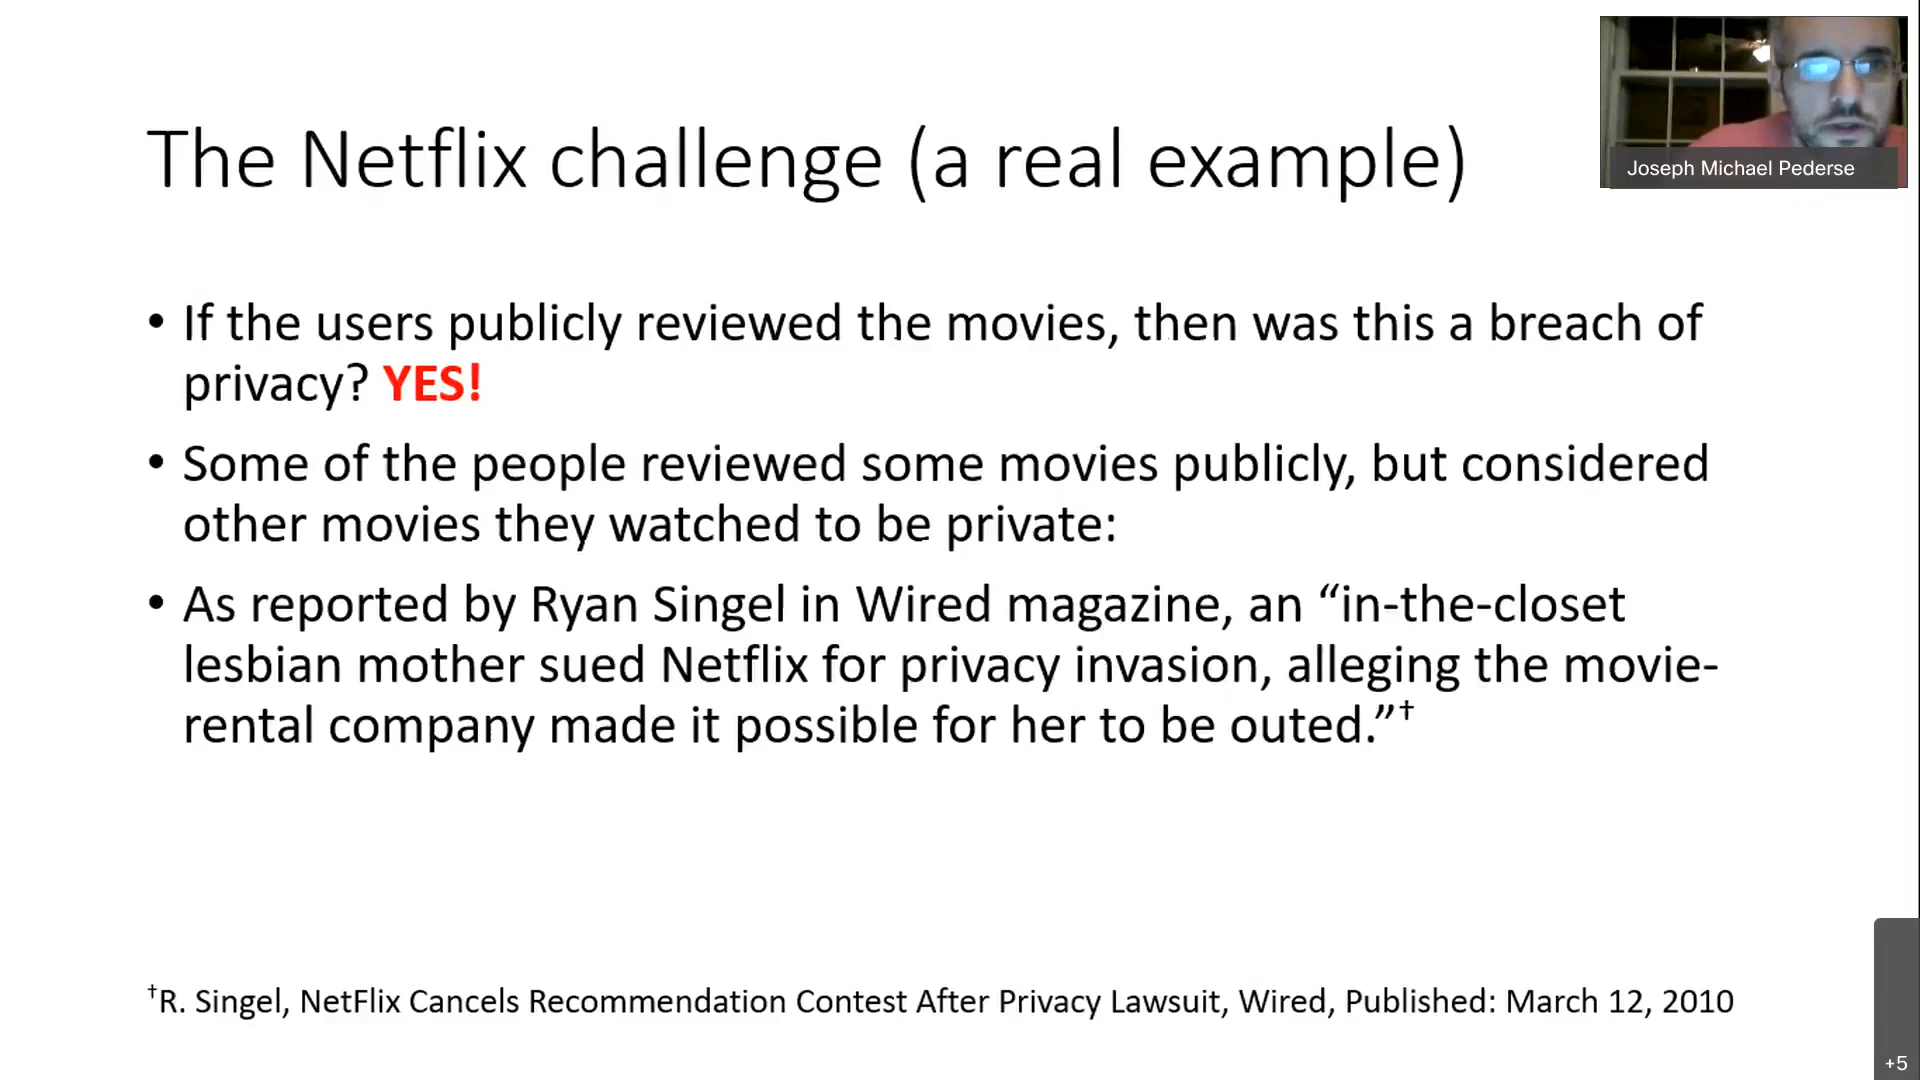 The Netflix challenge (a real example)
Joseph Michael Pederse
• If the users publicly reviewed the movies, then was this a breach of
privacy? YES!
• Some of the people reviewed some movies publicly, but considered
other movies they watched to be private:
• As reported by Ryan Singel in Wired magazine, an “in-the-closet
lesbian mother sued Netflix for privacy invasion, alleging the movie-
rental company made it possible for her to be outed.”†
†R. Singel, NetFlix Cancels Recommendation Contest After Privacy Lawsuit, Wired, Published: March 12, 2010
+5